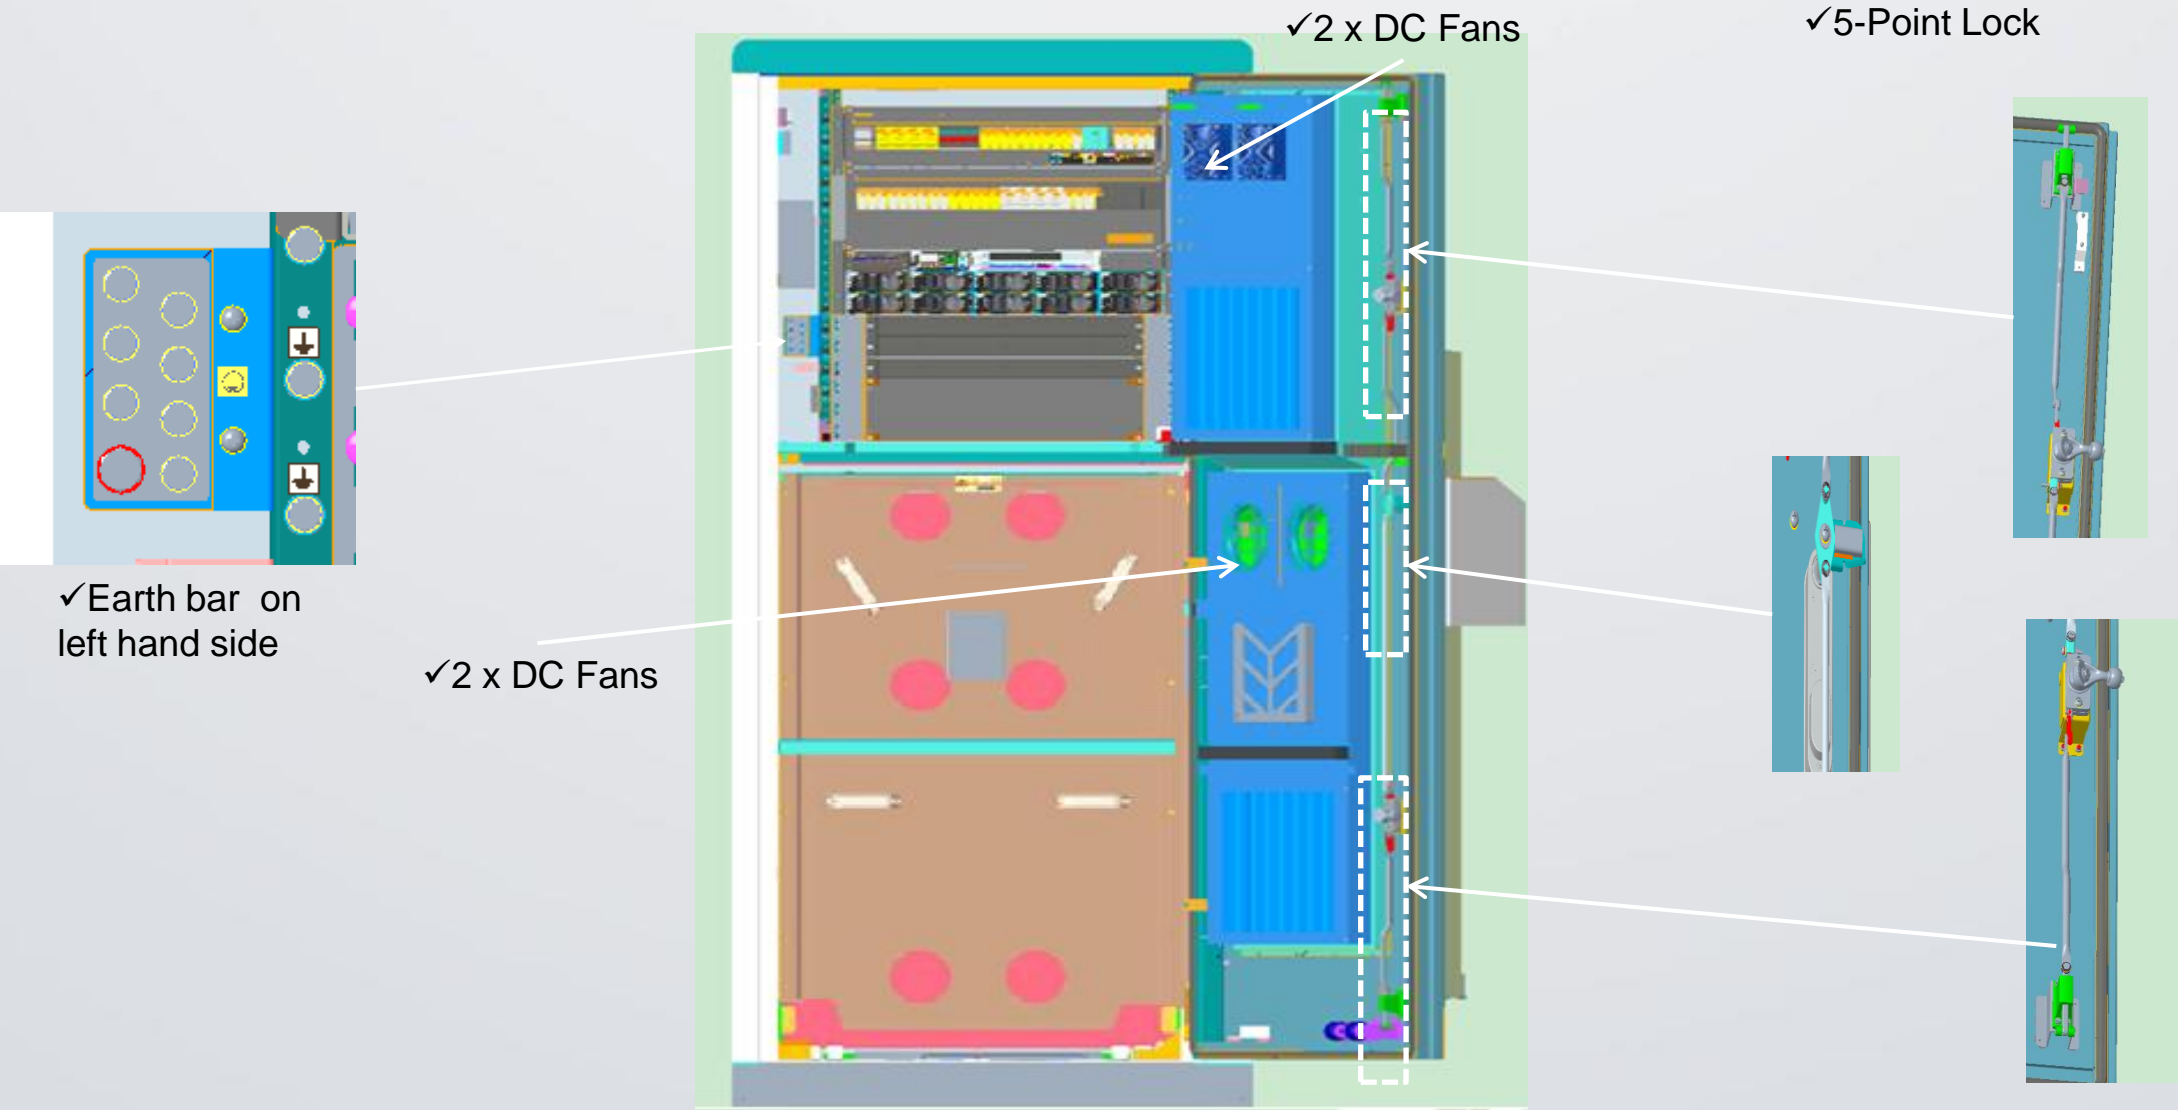 ✓2 x DC Fans
✓5-Point Lock
✓Earth bar on
left hand side
✓2 x DC Fans